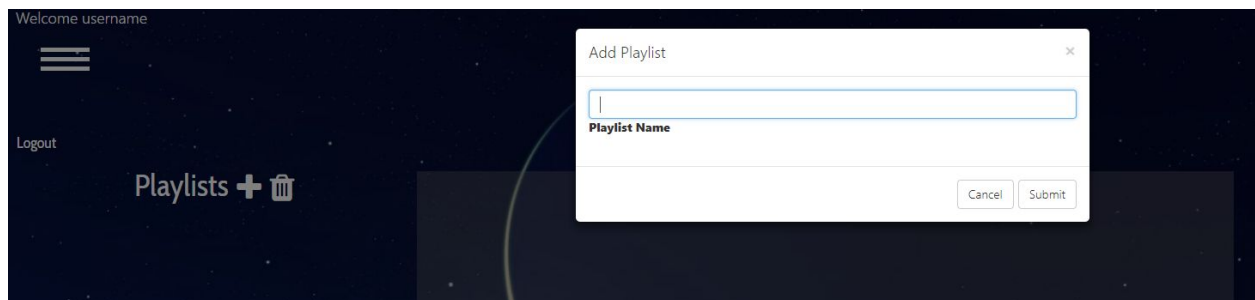 Welcome username
Logout
Playlists
Add Playlist
×
Playlist Name
Cancel Submit